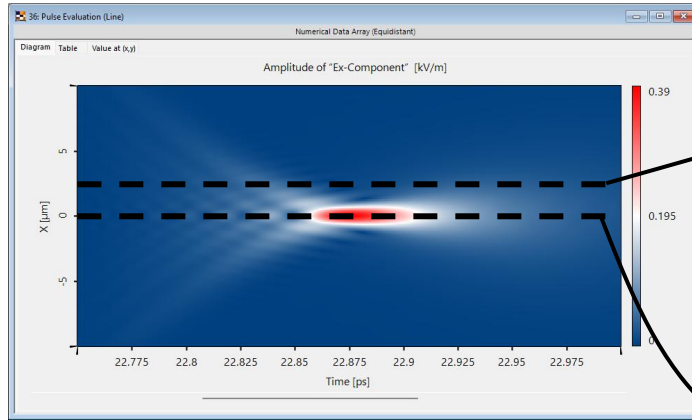 36: Pulse Evaluation (Line)
Numerical Data Array (Equidistant)
Diagram Table Value at (x,y)
Amplitude of "Ex-Component" [kV/m]
0.39
5
0.195
X [µm]
0
-5
0
22.775 22.8 22.825 22.85 22.875 22.9 22.925 22.95 22.975
Time [ps]